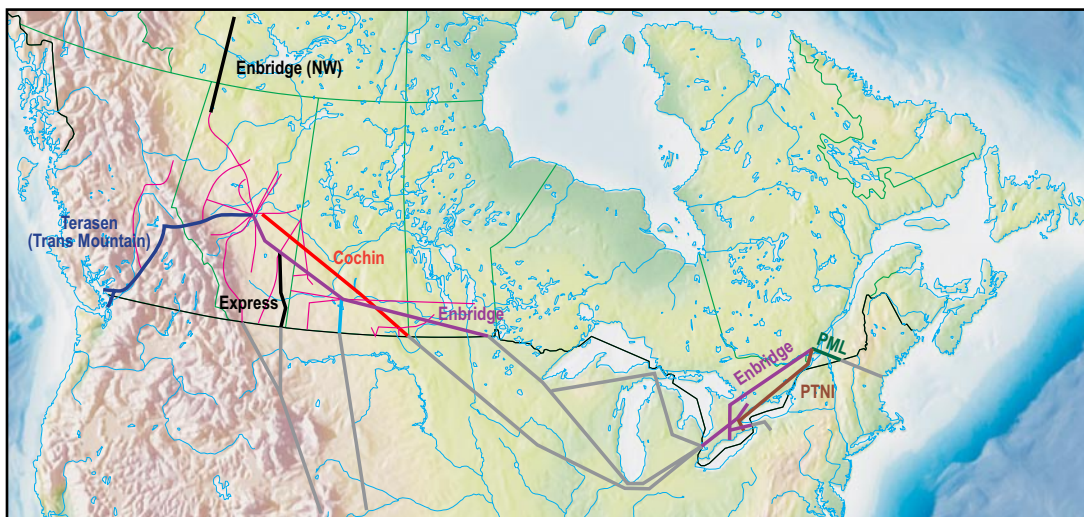 Enbridge (NW)
Terasen
(Trans Mountain)
Cochin
Express
Enbridge
PML
Enbridge
PTNI